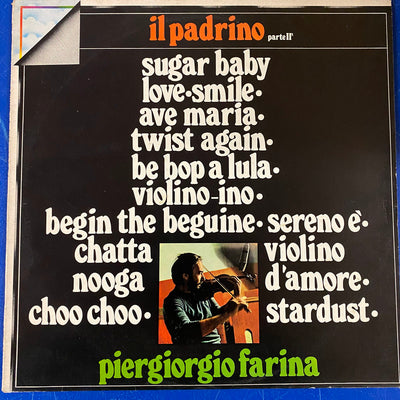 il padrino parte IIª
sugar baby
love•smile•
ave maria•
twist again•
be bop a lula•
violino-ino•
begin the beguine•sereno è•
chatta violino
nooga d'amore•
choo choo• stardust•
piergiorgio farina